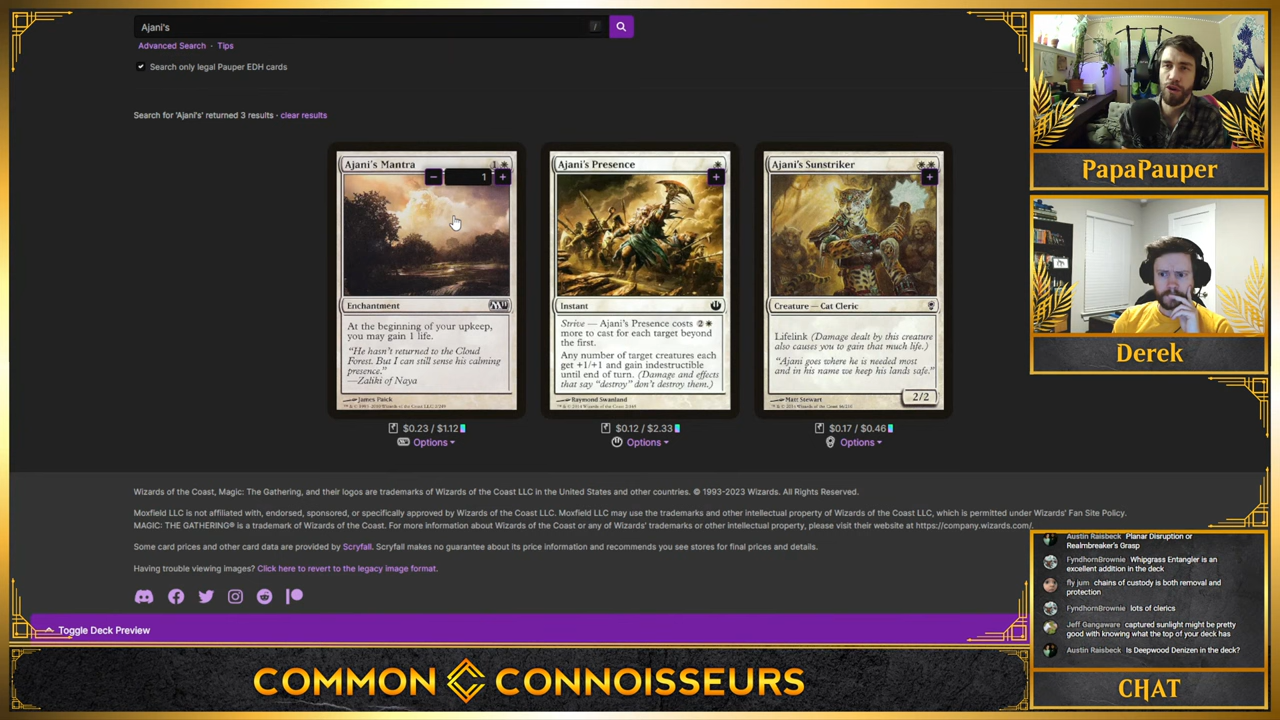 Ajani's
/
Advanced Search · Tips
Search only legal Pauper EDH cards
Search for 'Ajani's' returned 3 results · clear results
Ajani's Mantra
1
1
Enchantment
At the beginning of your upkeep,
you may gain 1 life.
"He hasn't returned to the Cloud
Forest. But I can still sense his calming
presence."
—Zaliki of Naya
James Paick
$0.23 / $1.12
Options
Ajani's Presence
Instant
Strive — Ajani's Presence costs 2
more to cast for each target beyond
the first.
Any number of target creatures each
get +1/+1 and gain indestructible
until end of turn. (Damage and effects
that say "destroy" don't destroy them.)
Raymond Swanland
$0.12 / $2.33
Options
Ajani's Sunstriker
Creature — Cat Cleric
Lifelink (Damage dealt by this creature
also causes you to gain that much life.)
"Ajani goes where he is needed most
and in his name we keep his lands safe."
Matt Stewart
2/2
$0.17 / $0.46
Options
Wizards of the Coast, Magic: The Gathering, and their logos are trademarks of Wizards of the Coast LLC in the United States and other countries. © 1993-2023 Wizards. All Rights Reserved.
Moxfield LLC is not affiliated with, endorsed, sponsored, or specifically approved by Wizards of the Coast LLC. Moxfield LLC may use the trademarks and other intellectual property of Wizards of the Coast LLC, which is permitted under Wizards' Fan Site Policy.
MAGIC: THE GATHERING® is a trademark of Wizards of the Coast. For more information about Wizards of the Coast or any of Wizards' trademarks or other intellectual property, please visit their website at https://company.wizards.com/.
Some card prices and other card data are provided by Scryfall. Scryfall makes no guarantee about its price information and recommends you see stores for final prices and details.
Having trouble viewing images? Click here to revert to the legacy image format.
Toggle Deck Preview
COMMON CONNOISSEURS
PapaPauper
Derek
Austin Raisbeck Planar Disruption or
Realmbreaker's Grasp
FyndhornBrownie Whipgrass Entangler is an
excellent addition in the deck
fly jum chains of custody is both removal and
protection
FyndhornBrownie lots of clerics
Jeff Gangaware captured sunlight might be pretty
good with knowing what the top of your deck has
Austin Raisbeck Is Deepwood Denizen in the deck?
CHAT